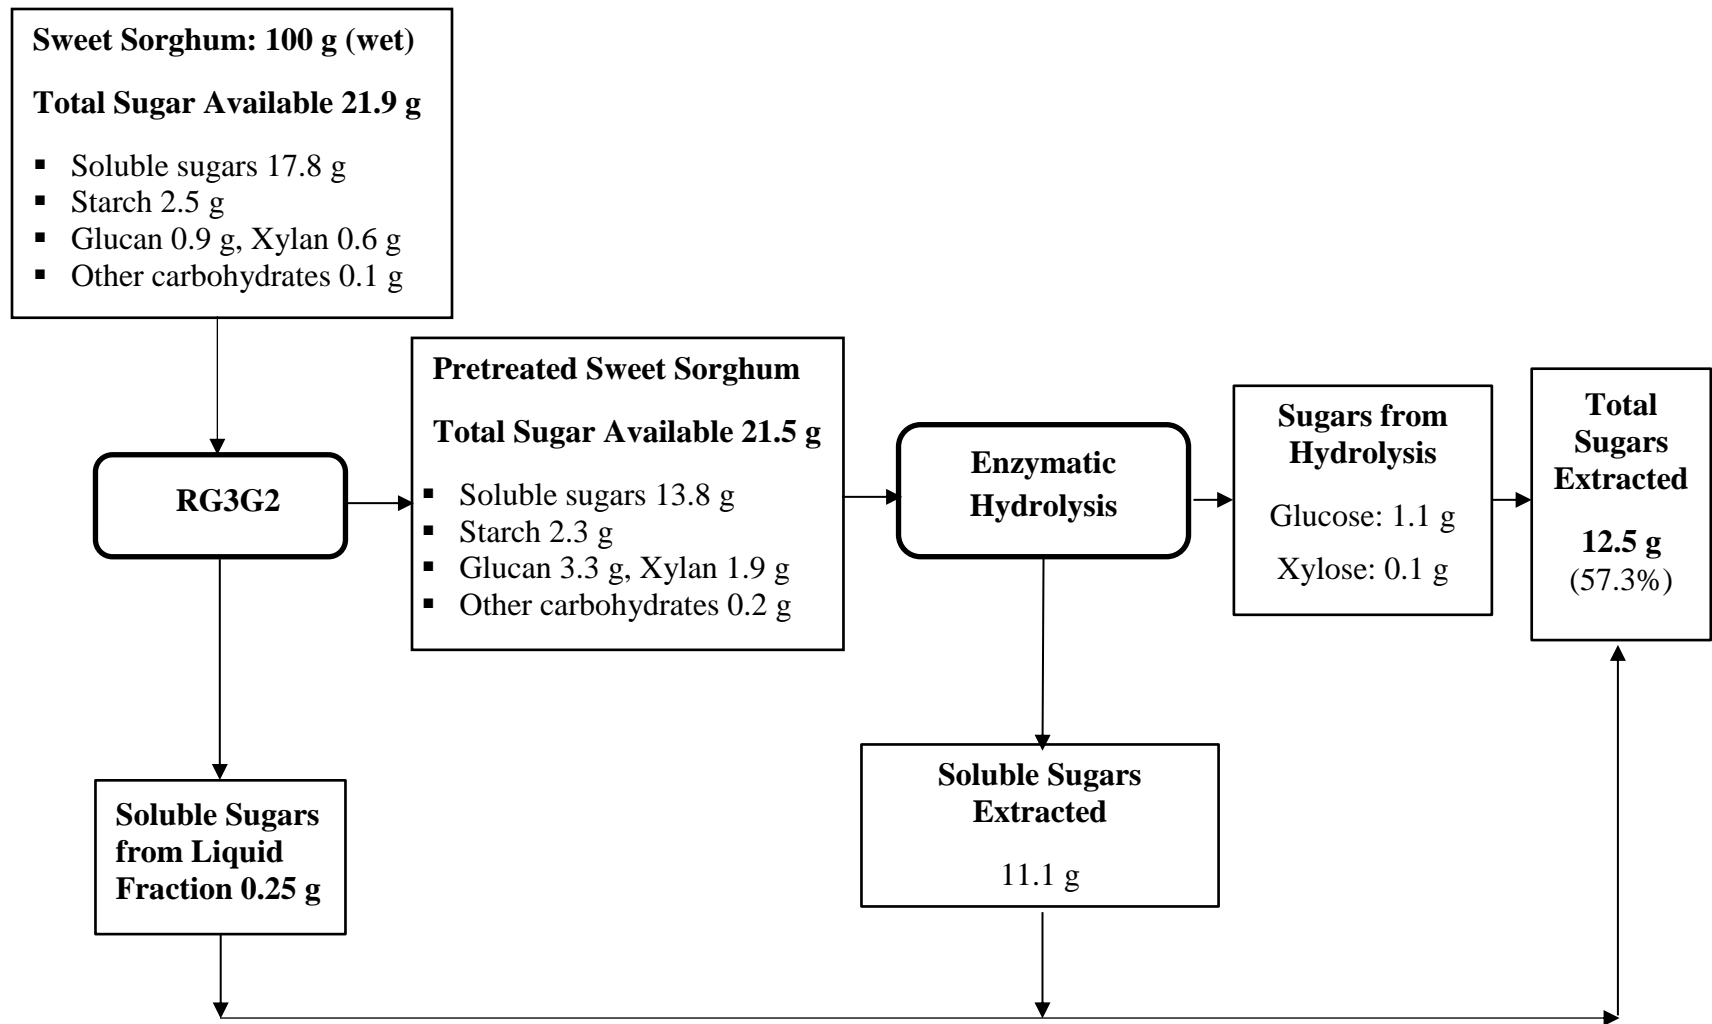 Sweet Sorghum: 100 g (wet)
Total Sugar Available 21.9 g
▪ Soluble sugars 17.8 g
▪ Starch 2.5 g
▪ Glucan 0.9 g, Xylan 0.6 g
▪ Other carbohydrates 0.1 g
RG3G2
Pretreated Sweet Sorghum
Total Sugar Available 21.5 g
▪ Soluble sugars 13.8 g
▪ Starch 2.3 g
▪ Glucan 3.3 g, Xylan 1.9 g
▪ Other carbohydrates 0.2 g
Enzymatic
Hydrolysis
Sugars from
Hydrolysis
Glucose: 1.1 g
Xylose: 0.1 g
Total
Sugars
Extracted
12.5 g
(57.3%)
Soluble Sugars
from Liquid
Fraction 0.25 g
Soluble Sugars
Extracted
11.1 g